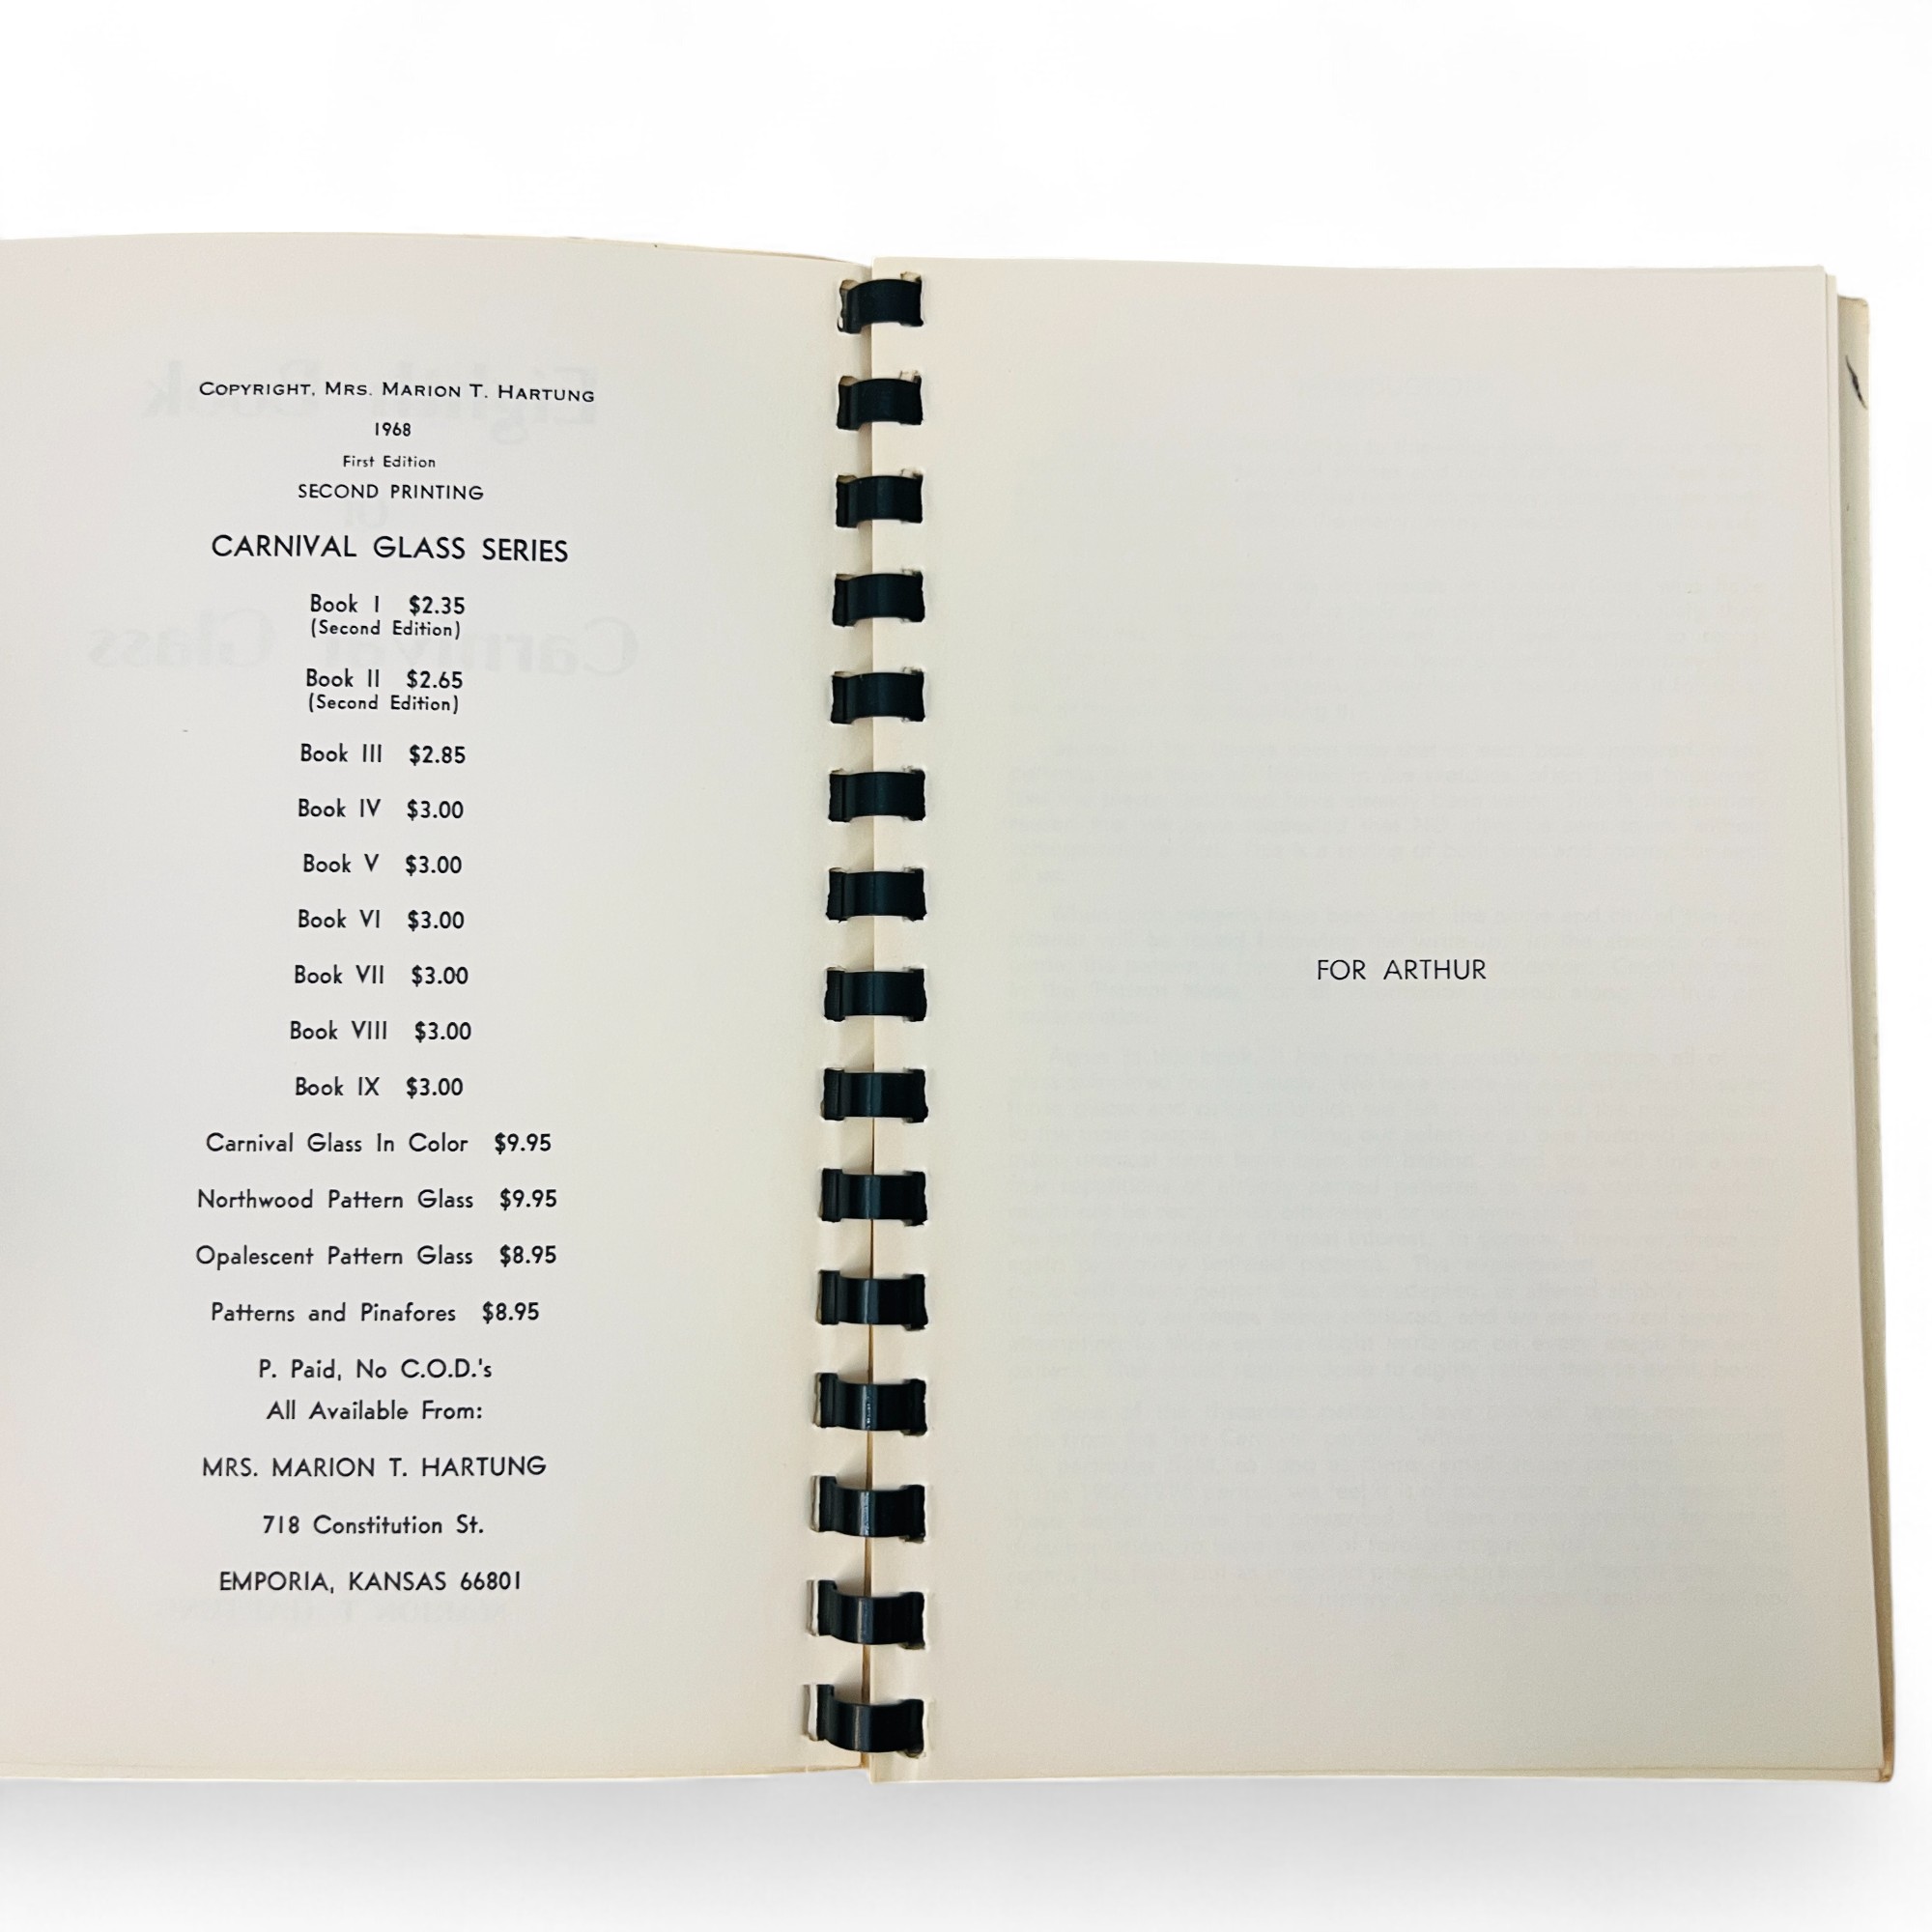 COPYRIGHT, MRS. MARION T. HARTUNG
1968
First Edition
SECOND PRINTING
CARNIVAL GLASS SERIES
Book I $2.35
(Second Edition)
Book II $2.65
(Second Edition)
Book III $2.85
Book IV $3.00
Book V $3.00
Book VI $3.00
Book VII $3.00
Book VIII $3.00
Book IX $3.00
Carnival Glass In Color $9.95
Northwood Pattern Glass $9.95
Opalescent Pattern Glass $8.95
Patterns and Pinafores $8.95
P. Paid, No C.O.D.'s
All Available From:
MRS. MARION T. HARTUNG
718 Constitution St.
EMPORIA, KANSAS 66801
FOR ARTHUR